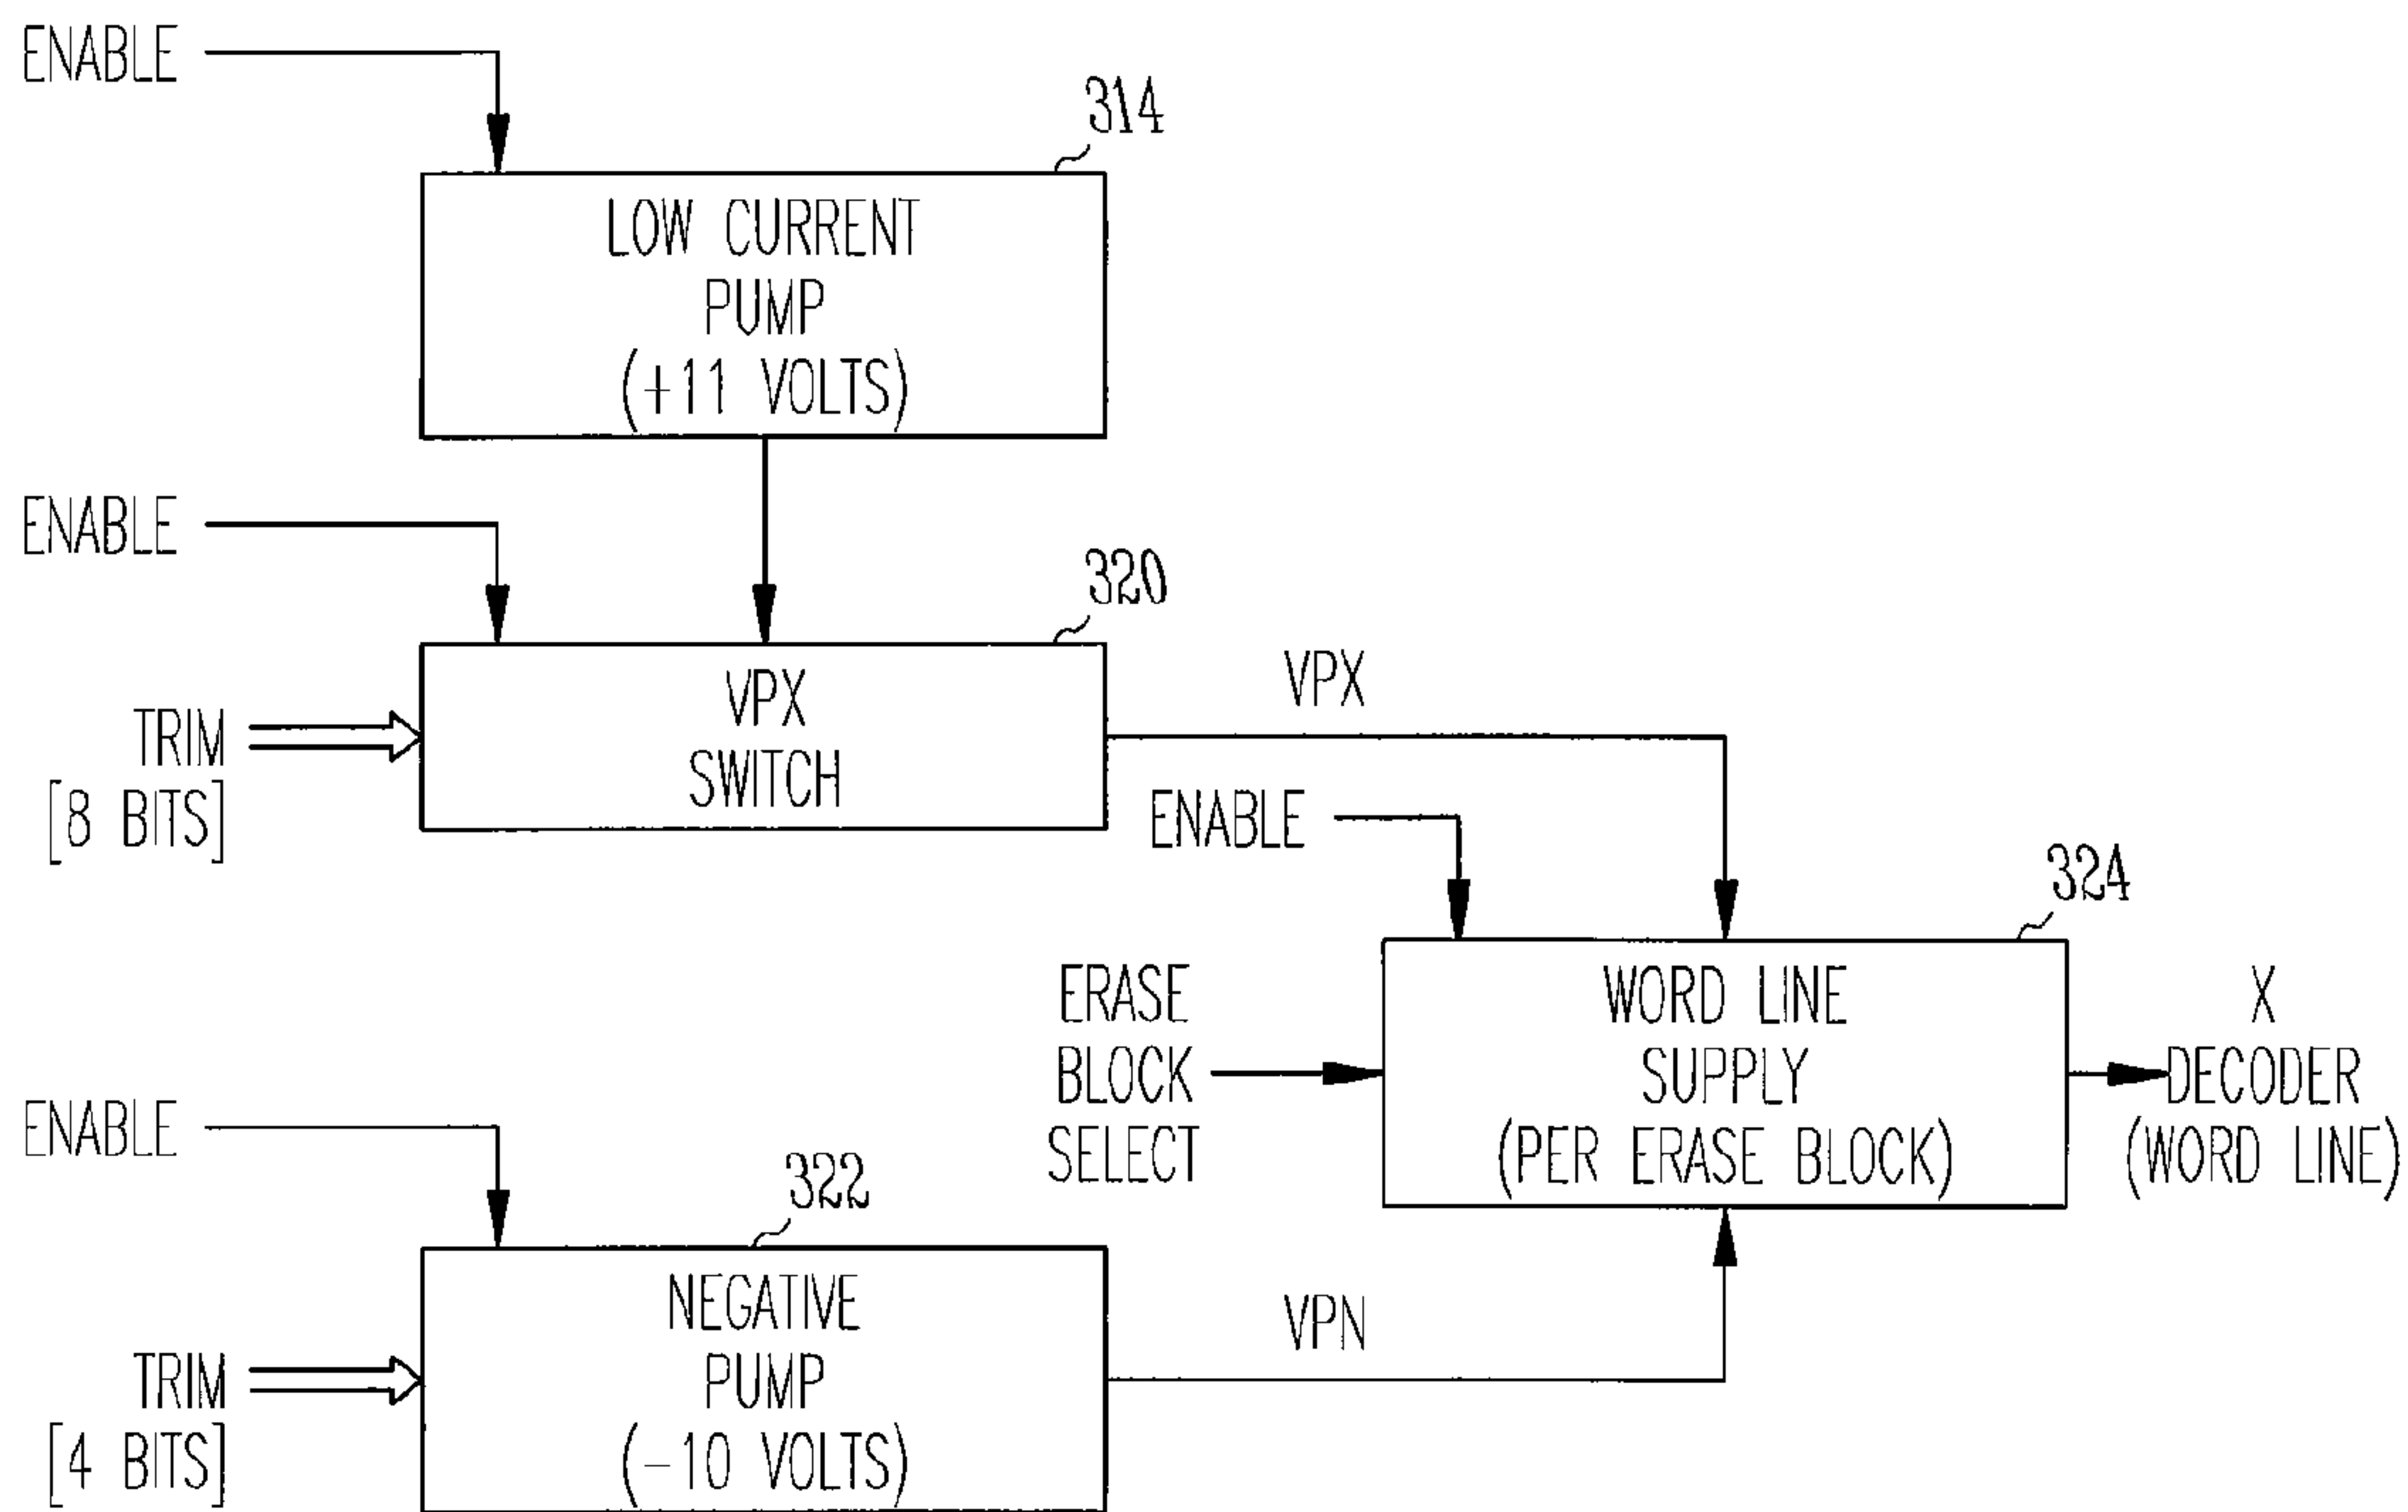 ENABLE
314
LOW CURRENT
PUMP
(+11 VOLTS)
ENABLE
320
VPX
SWITCH
TRIM
[8 BITS]
VPX
ENABLE
324
ERASE
BLOCK
SELECT
WORD LINE
SUPPLY
(PER ERASE BLOCK)
X
DECODER
(WORD LINE)
ENABLE
322
NEGATIVE
PUMP
(-10 VOLTS)
TRIM
[4 BITS]
VPN